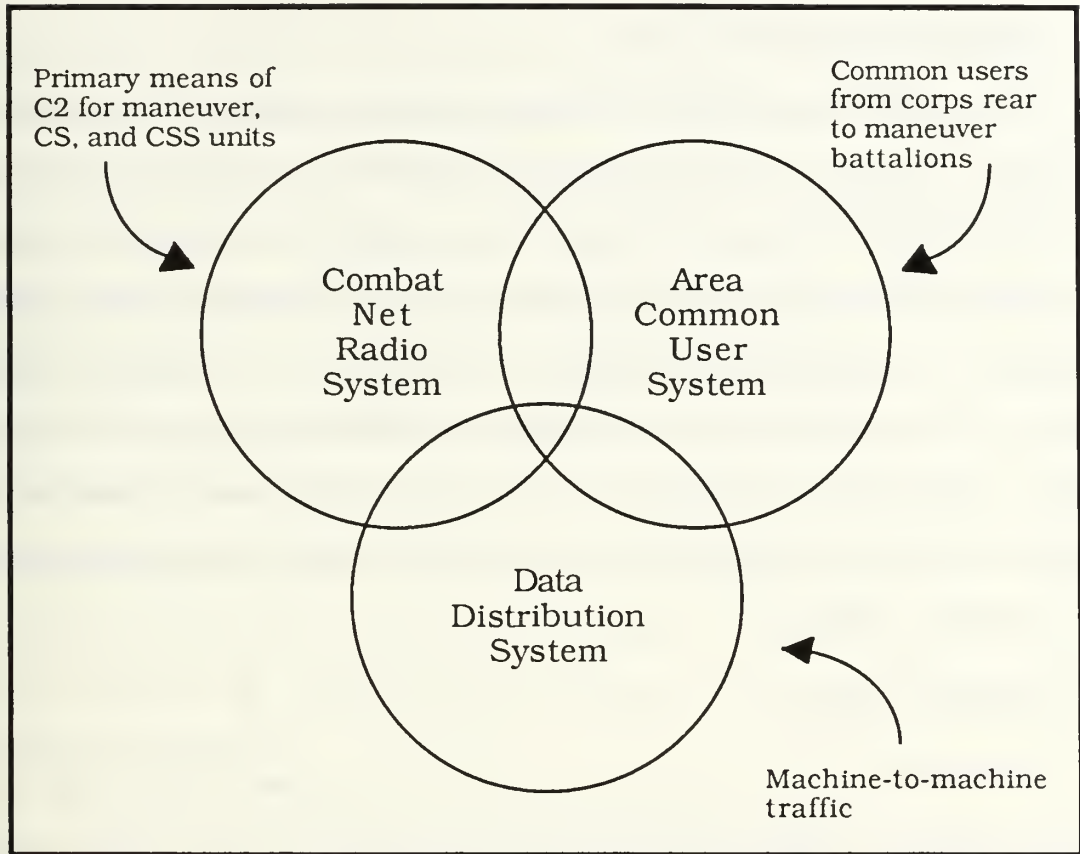 Primary means of
C2 for maneuver,
CS, and CSS units
Common users
from corps rear
to maneuver
battalions
Combat
Net
Radio
System
Area
Common
User
System
Data
Distribution
System
Machine-to-machine
traffic